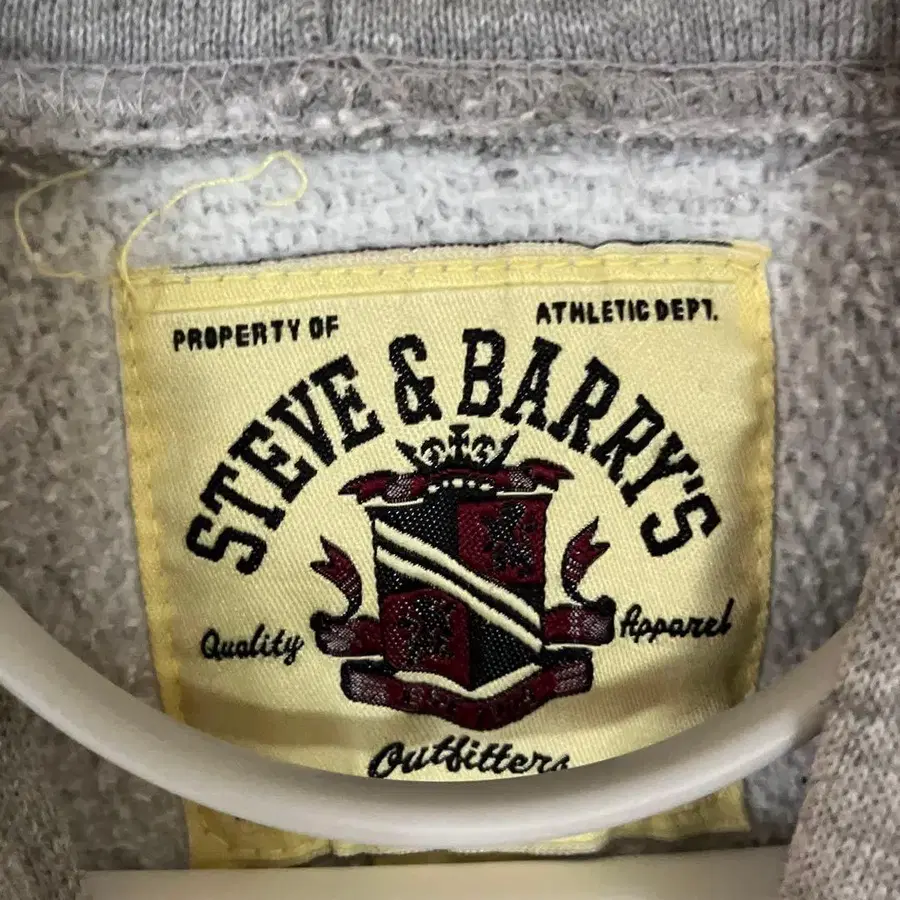 PROPERTY OF
ATHLETIC DEPT.
STEVE & BARRY'S
Quality
Apparel
Outfitters